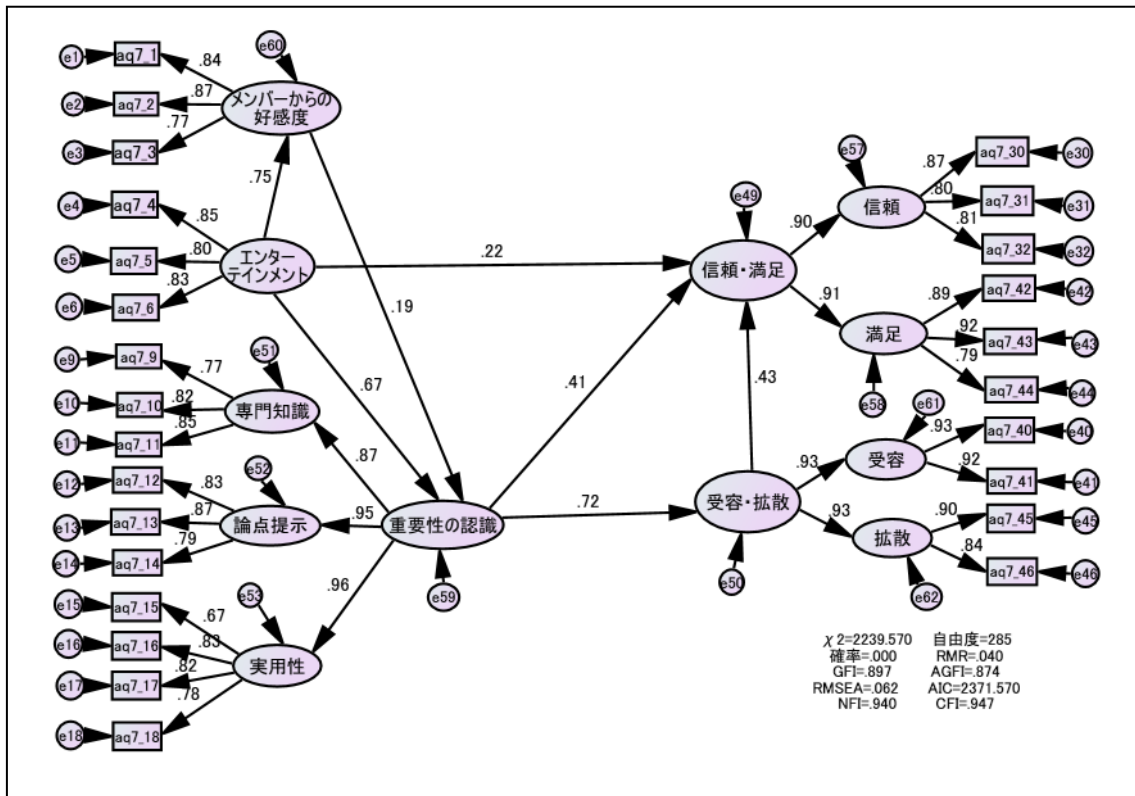 e1
aq7_1
.84
e60
e2
aq7_2
.87
メンバーからの
好感度
e3
aq7_3
.77
.75
e4
aq7_4
.85
e5
aq7_5
.80
エンター
テインメント
e6
aq7_6
.83
.22
.19
.67
e9
aq7_9
.77
e51
e10
aq7_10
.82
専門知識
e11
aq7_11
.85
.87
e12
aq7_12
.83
e52
e13
aq7_13
.87
論点提示
.95
重要性の認識
e14
aq7_14
.79
e59
.96
e15
aq7_15
.67
e53
e16
aq7_16
.83
実用性
e17
aq7_17
.82
e18
aq7_18
.78
.41
.72
.43
e49
信頼・満足
.90
.91
e57
信頼
.87
aq7_30
e30
.80
aq7_31
e31
.81
aq7_32
e32
満足
e58
.89
aq7_42
e42
.92
aq7_43
e43
.79
aq7_44
e44
受容・拡散
e50
.93
.93
e61
受容
.93
aq7_40
e40
.92
aq7_41
e41
拡散
e62
.90
aq7_45
e45
.84
aq7_46
e46
χ2=2239.570 自由度=285
確率=.000 RMR=.040
GFI=.897 AGFI=.874
RMSEA=.062 AIC=2371.570
NFI=.940 CFI=.947